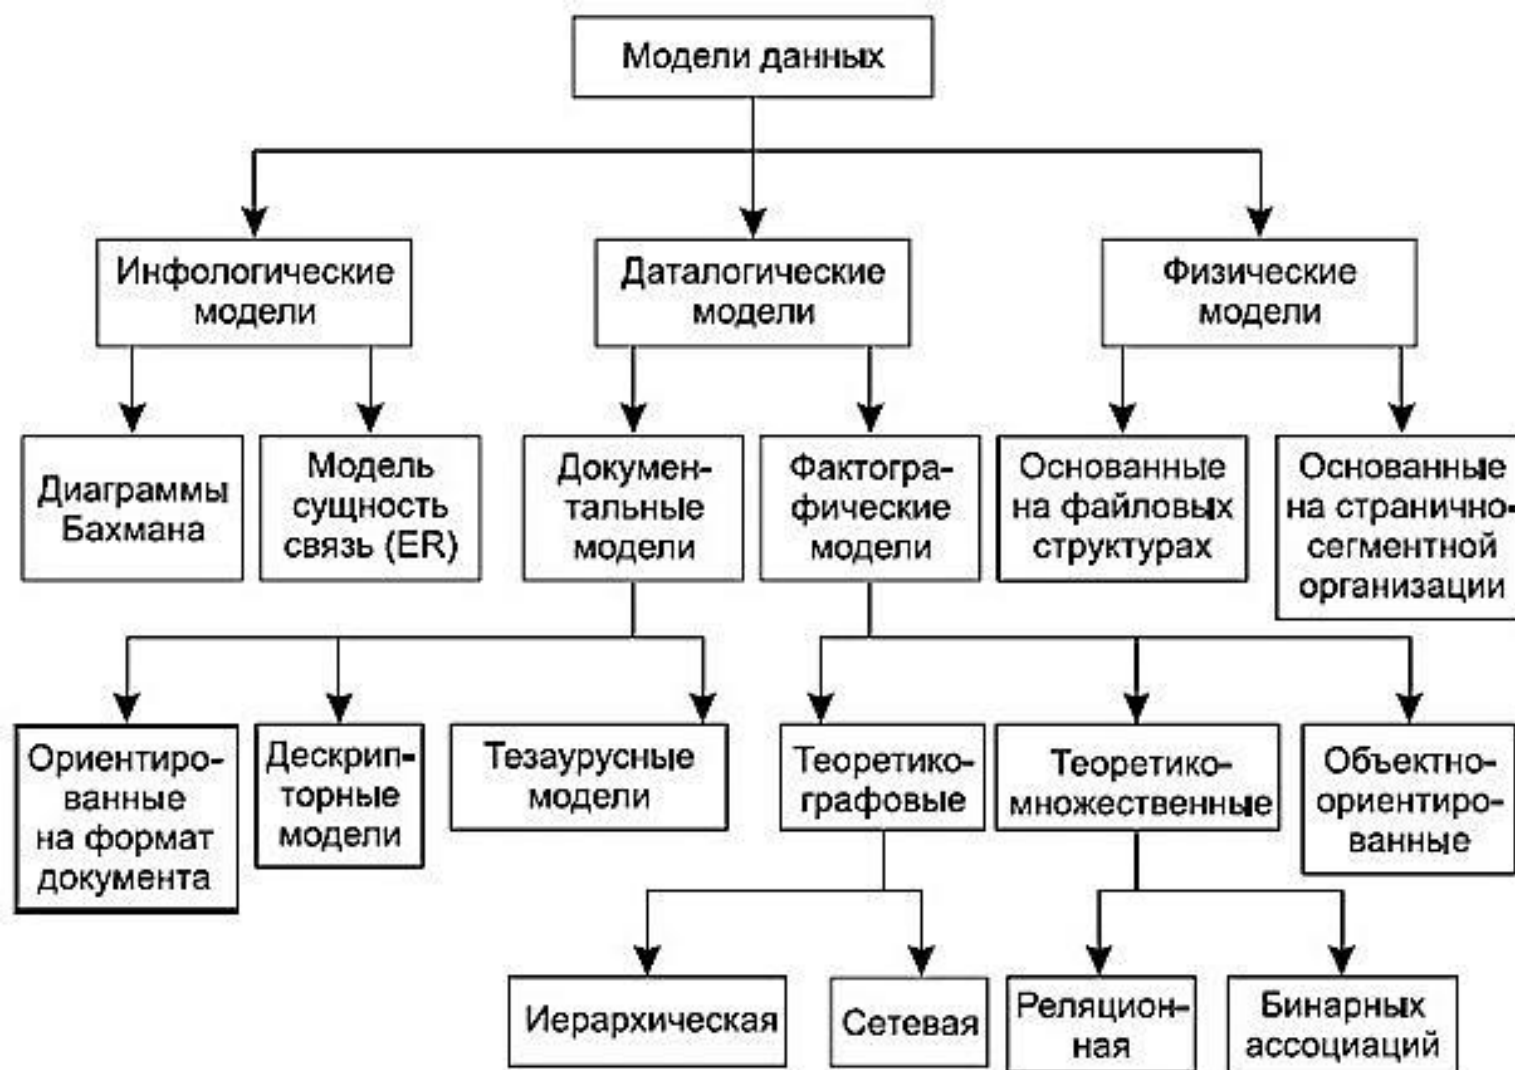 Модели данных
Инфологические
модели
Даталогические
модели
Физические
модели
Диаграммы
Бахмана
Модель
сущность
связь (ER)
Докумен-
тальные
модели
Фактогра-
фические
модели
Основанные
на файловых
структурах
Основанные
на странично-
сегментной
организации
Ориентиро-
ванные
на формат
документа
Дескрип-
торные
модели
Тезаурусные
модели
Теоретико-
графовые
Теоретико-
множественные
Объектно-
ориентиро-
ванные
Иерархическая
Сетевая
Реляцион-
ная
Бинарных
ассоциаций